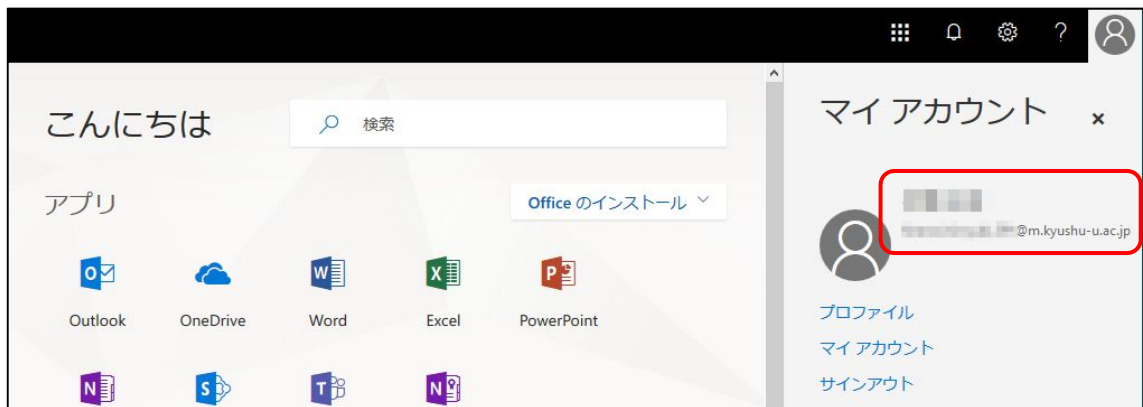 こんにちは
検索
マイ アカウント
×
アプリ
Office のインストール
@m.kyushu-u.ac.jp
Outlook
OneDrive
Word
Excel
PowerPoint
プロファイル
マイ アカウント
サインアウト